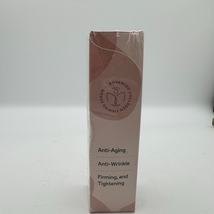 Anti-Aging
Anti-Wrinkle
Firming, and
Tightening